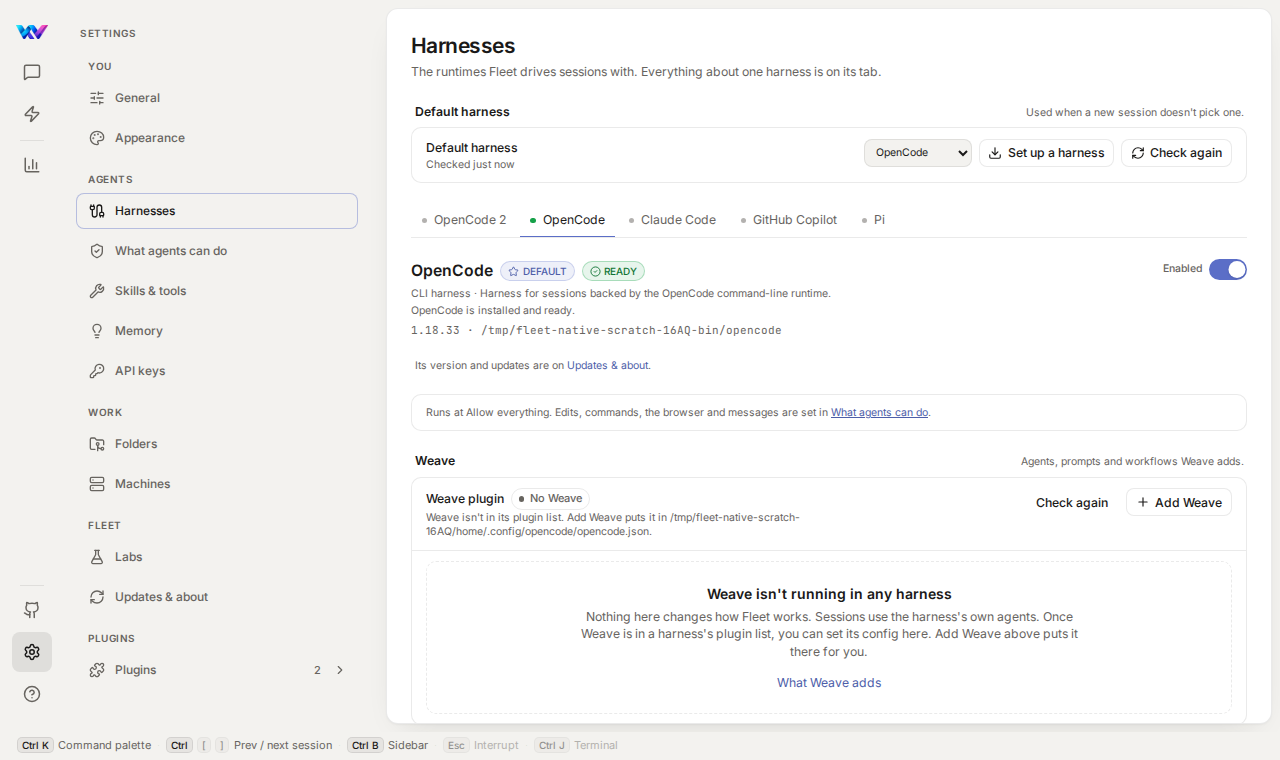 SETTINGS
YOU
General
Appearance
AGENTS
Harnesses
What agents can do
Skills & tools
Memory
API keys
WORK
Folders
Machines
FLEET
Labs
Updates & about
PLUGINS
Plugins 2
Harnesses
The runtimes Fleet drives sessions with. Everything about one harness is on its tab.
Default harness Used when a new session doesn't pick one.
Default harness
Checked just now
OpenCode Set up a harness Check again
OpenCode 2 OpenCode Claude Code GitHub Copilot Pi
OpenCode DEFAULT READY Enabled
CLI harness · Harness for sessions backed by the OpenCode command-line runtime.
OpenCode is installed and ready.
1.18.33 · /tmp/fleet-native-scratch-16AQ-bin/opencode
Its version and updates are on Updates & about.
Runs at Allow everything. Edits, commands, the browser and messages are set in What agents can do.
Weave Agents, prompts and workflows Weave adds.
Weave plugin No Weave Check again Add Weave
Weave isn't in its plugin list. Add Weave puts it in /tmp/fleet-native-scratch-
16AQ/home/.config/opencode/opencode.json.
Weave isn't running in any harness
Nothing here changes how Fleet works. Sessions use the harness's own agents. Once
Weave is in a harness's plugin list, you can set its config here. Add Weave above puts it
there for you.
What Weave adds
Ctrl K Command palette Ctrl [ ] Prev / next session Ctrl B Sidebar Esc Interrupt Ctrl J Terminal